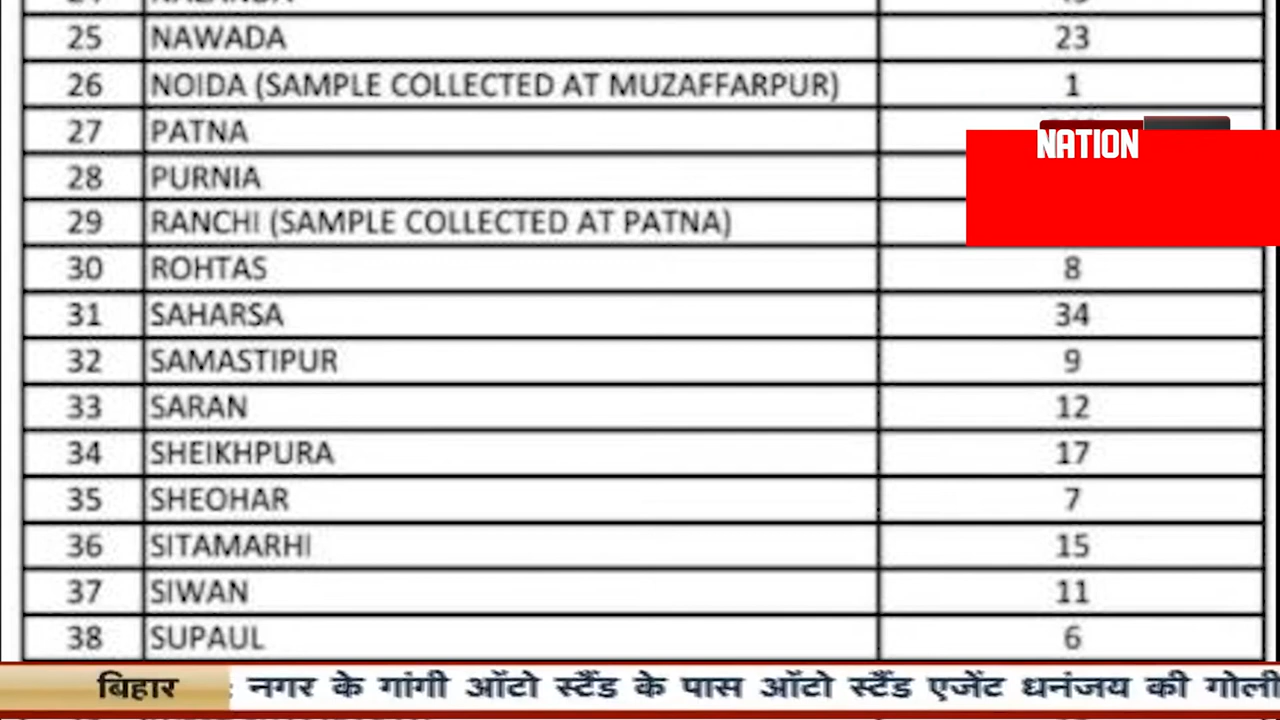 25 NAWADA 23
26 NOIDA (SAMPLE COLLECTED AT MUZAFFARPUR) 1
27 PATNA
NATION
28 PURNIA
29 RANCHI (SAMPLE COLLECTED AT PATNA)
30 ROHTAS 8
31 SAHARSA 34
32 SAMASTIPUR 9
33 SARAN 12
34 SHEIKHPURA 17
35 SHEOHAR 7
36 SITAMARHI 15
37 SIWAN 11
38 SUPAUL 6
बिहार : नगर के गांगी ऑटो स्टैंड के पास ऑटो स्टैंड एजेंट धनंजय की गोली